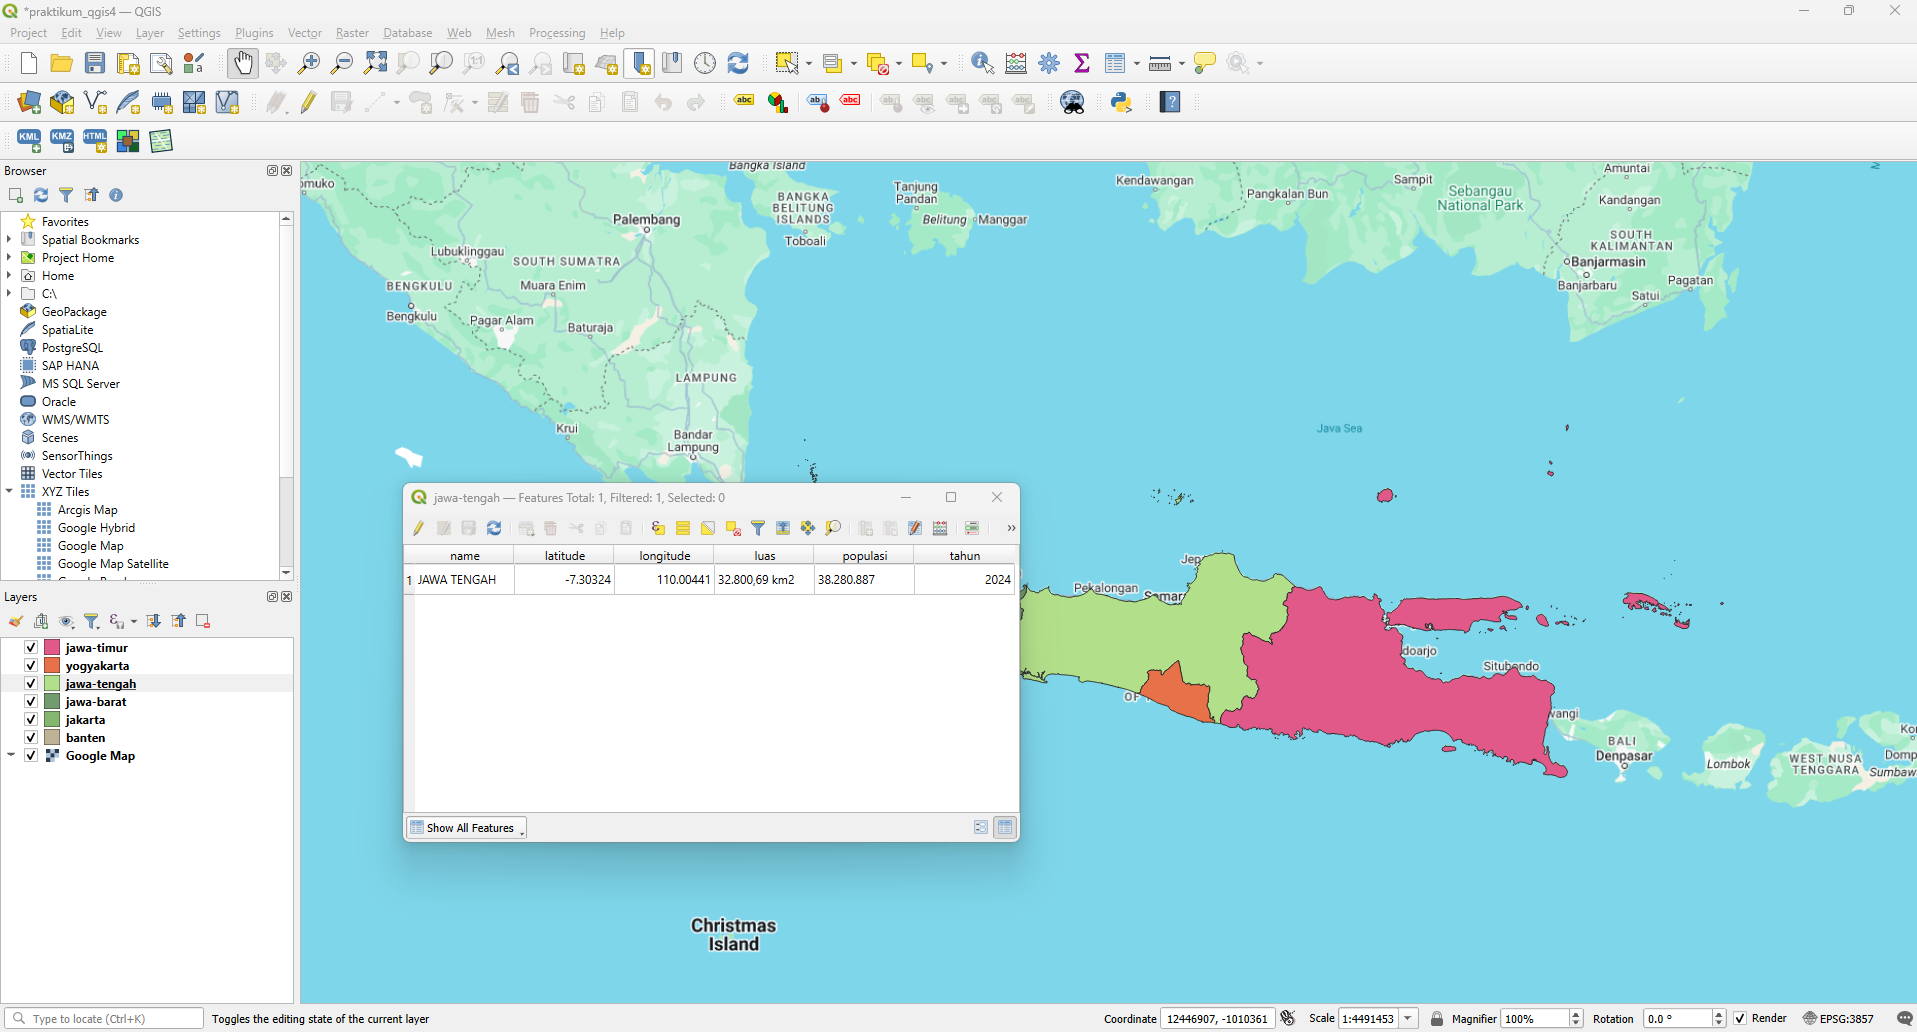 *praktikum_qgis4 — QGIS
Project Edit View Layer Settings Plugins Vector Raster Database Web Mesh Processing Help
KML KMZ HTML
Browser
Favorites
Spatial Bookmarks
Project Home
Home
C:\
GeoPackage
SpatiaLite
PostgreSQL
SAP HANA
MS SQL Server
Oracle
WMS/WMTS
Scenes
SensorThings
Vector Tiles
XYZ Tiles
Arcgis Map
Google Hybrid
Google Map
Google Map Satellite
Layers
jawa-timur
yogyakarta
jawa-tengah
jawa-barat
jakarta
banten
Google Map
omuko
Bangka Island
BANGKA
BELITUNG
ISLANDS
Toboali
Tanjung
Pandan
Belitung
Manggar
Palembang
Lubuklinggau
SOUTH SUMATRA
BENGKULU
Muara Enim
Bengkulu
Pagar Alam
Baturaja
LAMPUNG
Krui
Bandar
Lampung
Kendawangan
Pangkalan Bun
Sampit
Sebangau
National Park
Amuntai
Kandangan
SOUTH
KALIMANTAN
Banjarmasin
Banjarbaru
Pagatan
Satui
Java Sea
jawa-tengah — Features Total: 1, Filtered: 1, Selected: 0
name latitude longitude luas populasi tahun
1 JAWA TENGAH -7.30324 110.00441 32.800,69 km2 38.280.887 2024
Show All Features
Jep
Pekalongan
Semar
OF
doarjo
Situbondo
wangi
BALI
Denpasar
Lombok
WEST NUSA
TENGGARA
Kor
Domp
Sumbaw
Christmas
Island
Type to locate (Ctrl+K) Toggles the editing state of the current layer Coordinate 12446907, -1010361 Scale 1:4491453 Magnifier 100% Rotation 0.0 ° Render EPSG:3857